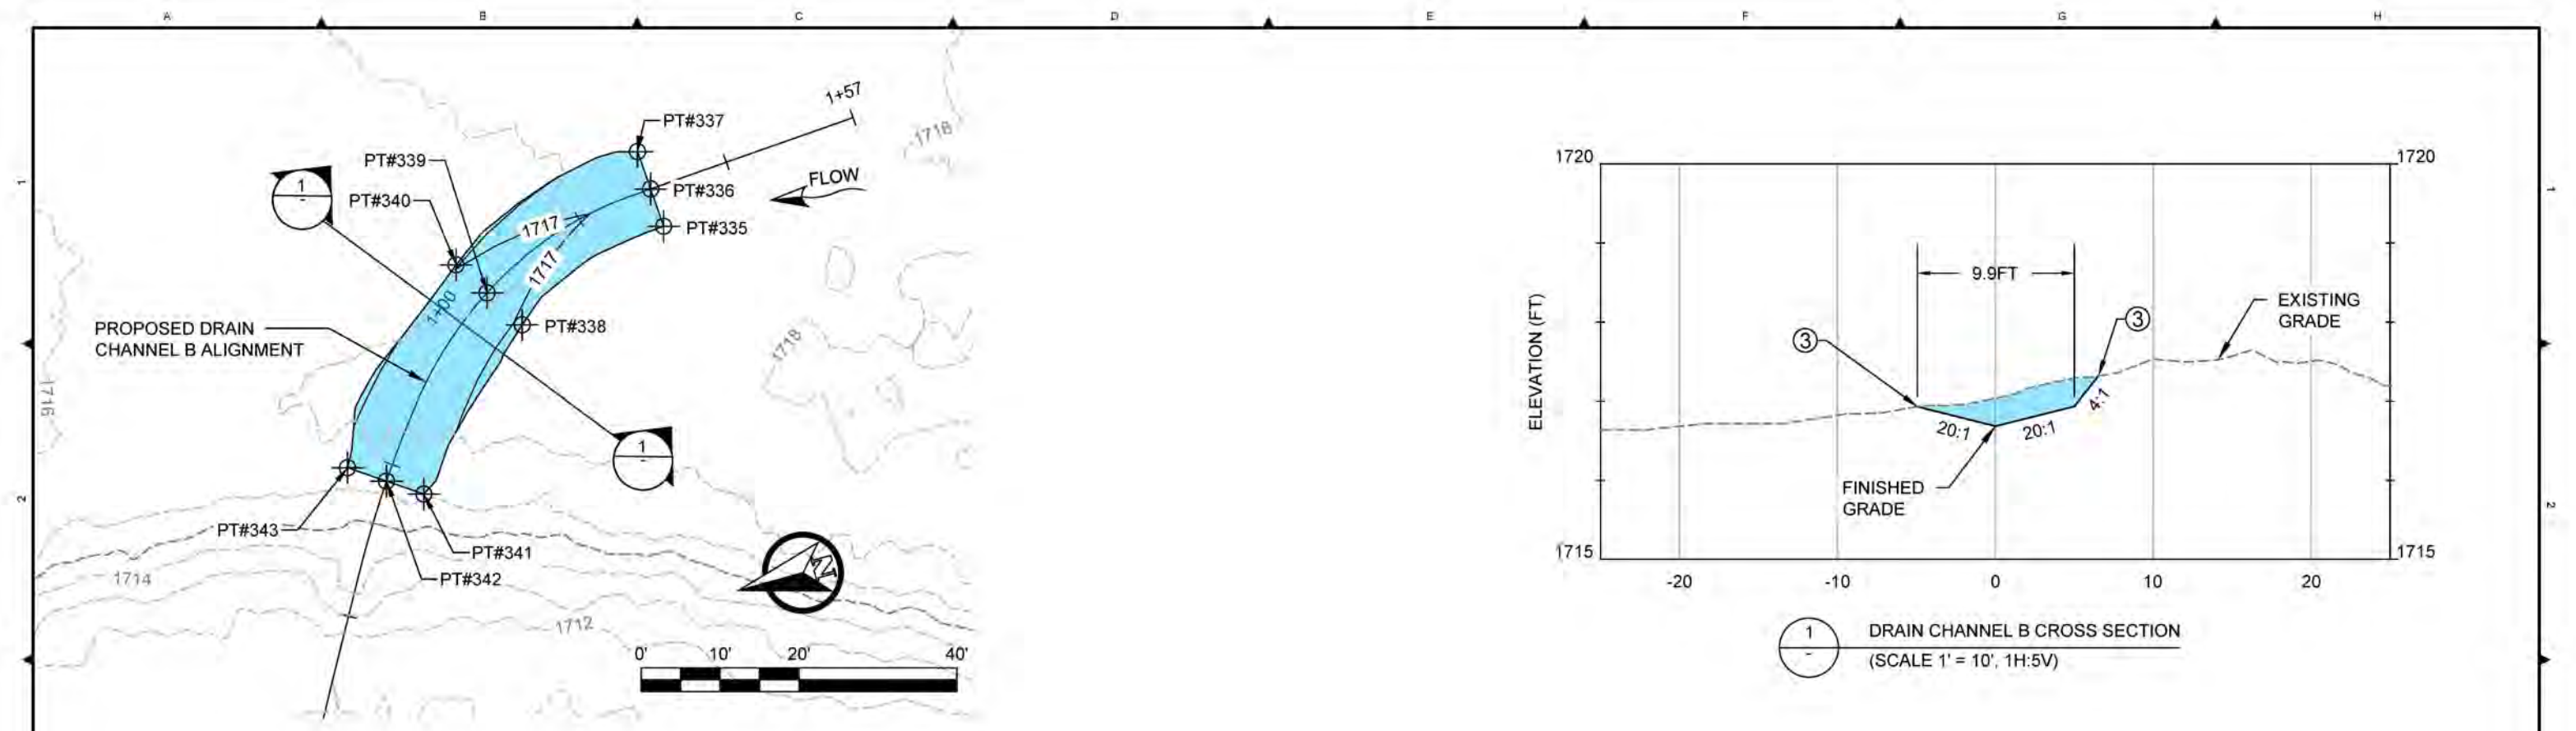 A B C D E F G H
1
2
1
2
1+57
PT#337
1718
PT#339
1
-
PT#340
FLOW
PT#336
PT#335
1717
1717
1+00
PT#338
PROPOSED DRAIN
CHANNEL B ALIGNMENT
1718
1716
1
-
PT#343
PT#341
PT#342
1714
1712
N
0' 10' 20' 40'
1720 1720
ELEVATION (FT)
9.9FT
3
3
EXISTING
GRADE
4:1
20:1 20:1
FINISHED
GRADE
1715 1715
-20 -10 0 10 20
1
-
DRAIN CHANNEL B CROSS SECTION
(SCALE 1' = 10', 1H:5V)